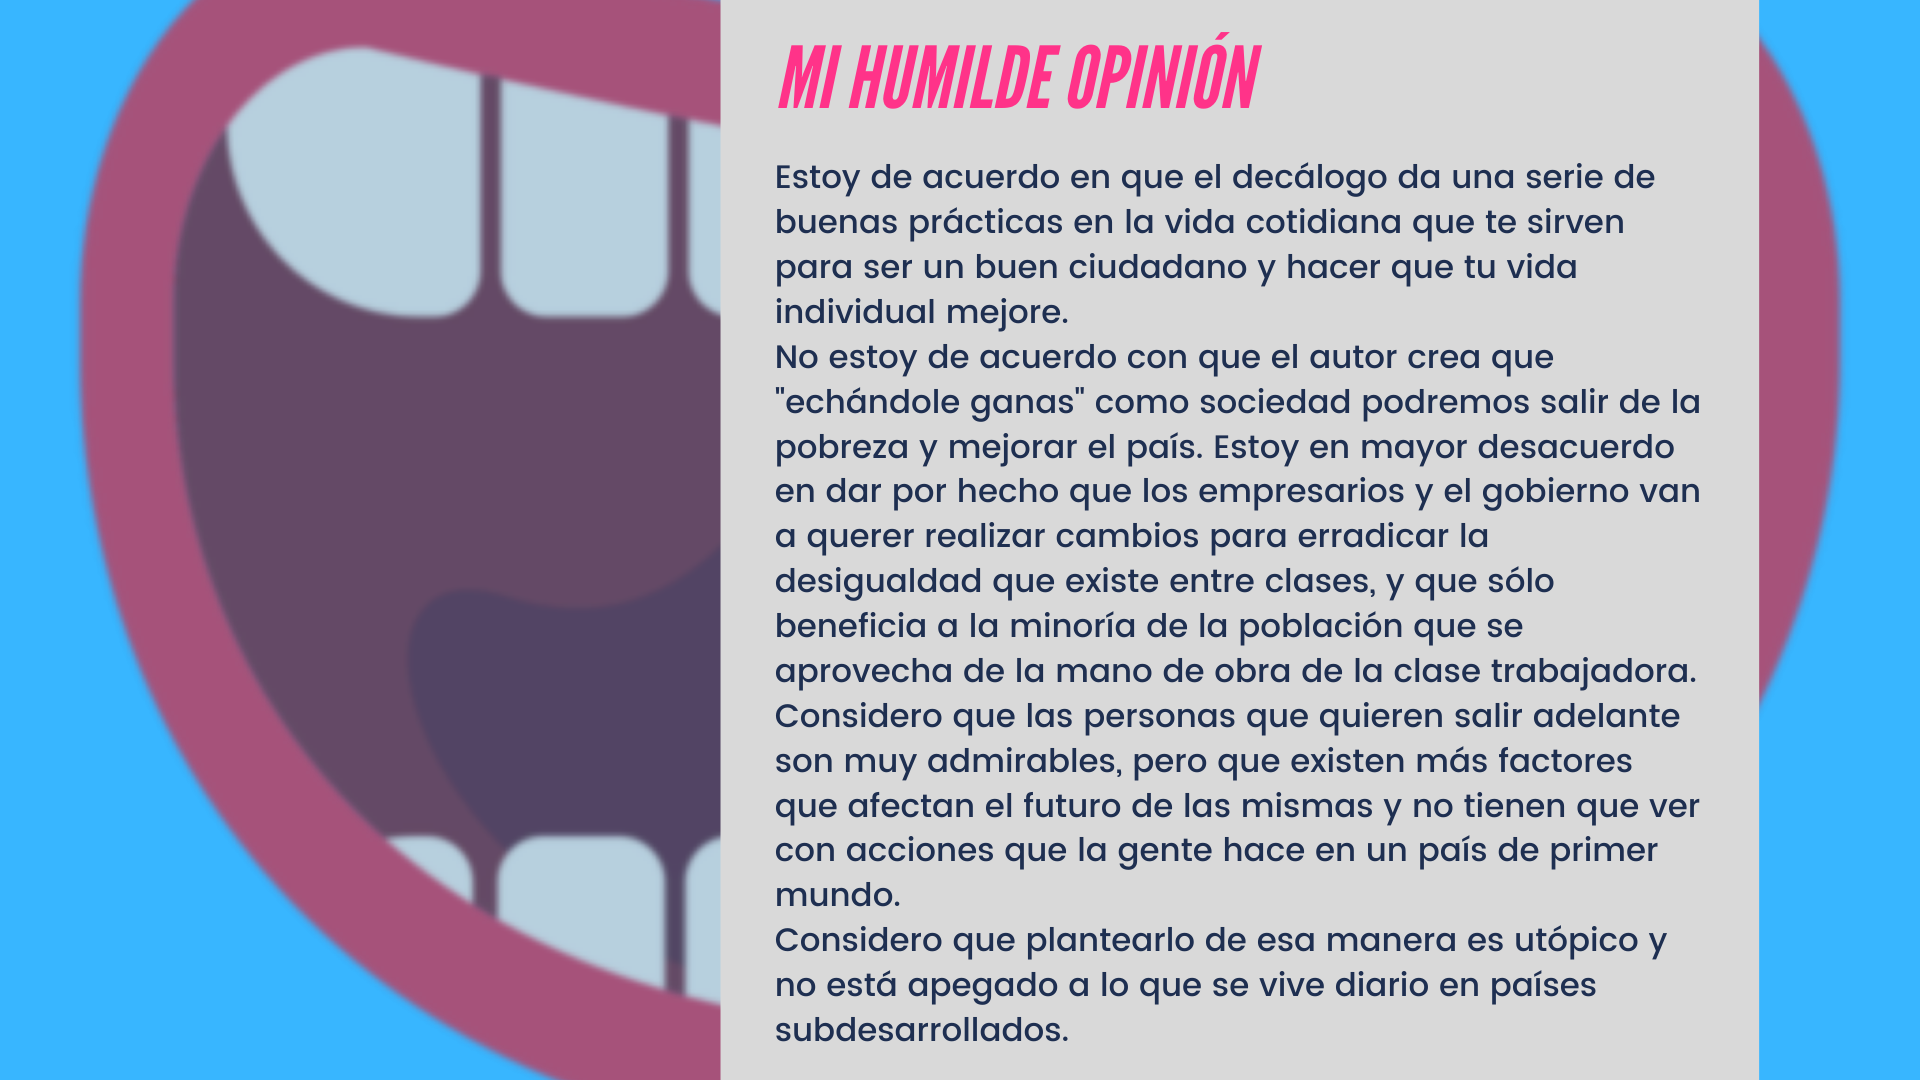 MI HUMILDE OPINIÓN
Estoy de acuerdo en que el decálogo da una serie de
buenas prácticas en la vida cotidiana que te sirven
para ser un buen ciudadano y hacer que tu vida
individual mejore.
No estoy de acuerdo con que el autor crea que
"echándole ganas" como sociedad podremos salir de la
pobreza y mejorar el país. Estoy en mayor desacuerdo
en dar por hecho que los empresarios y el gobierno van
a querer realizar cambios para erradicar la
desigualdad que existe entre clases, y que sólo
beneficia a la minoría de la población que se
aprovecha de la mano de obra de la clase trabajadora.
Considero que las personas que quieren salir adelante
son muy admirables, pero que existen más factores
que afectan el futuro de las mismas y no tienen que ver
con acciones que la gente hace en un país de primer
mundo.
Considero que plantearlo de esa manera es utópico y
no está apegado a lo que se vive diario en países
subdesarrollados.